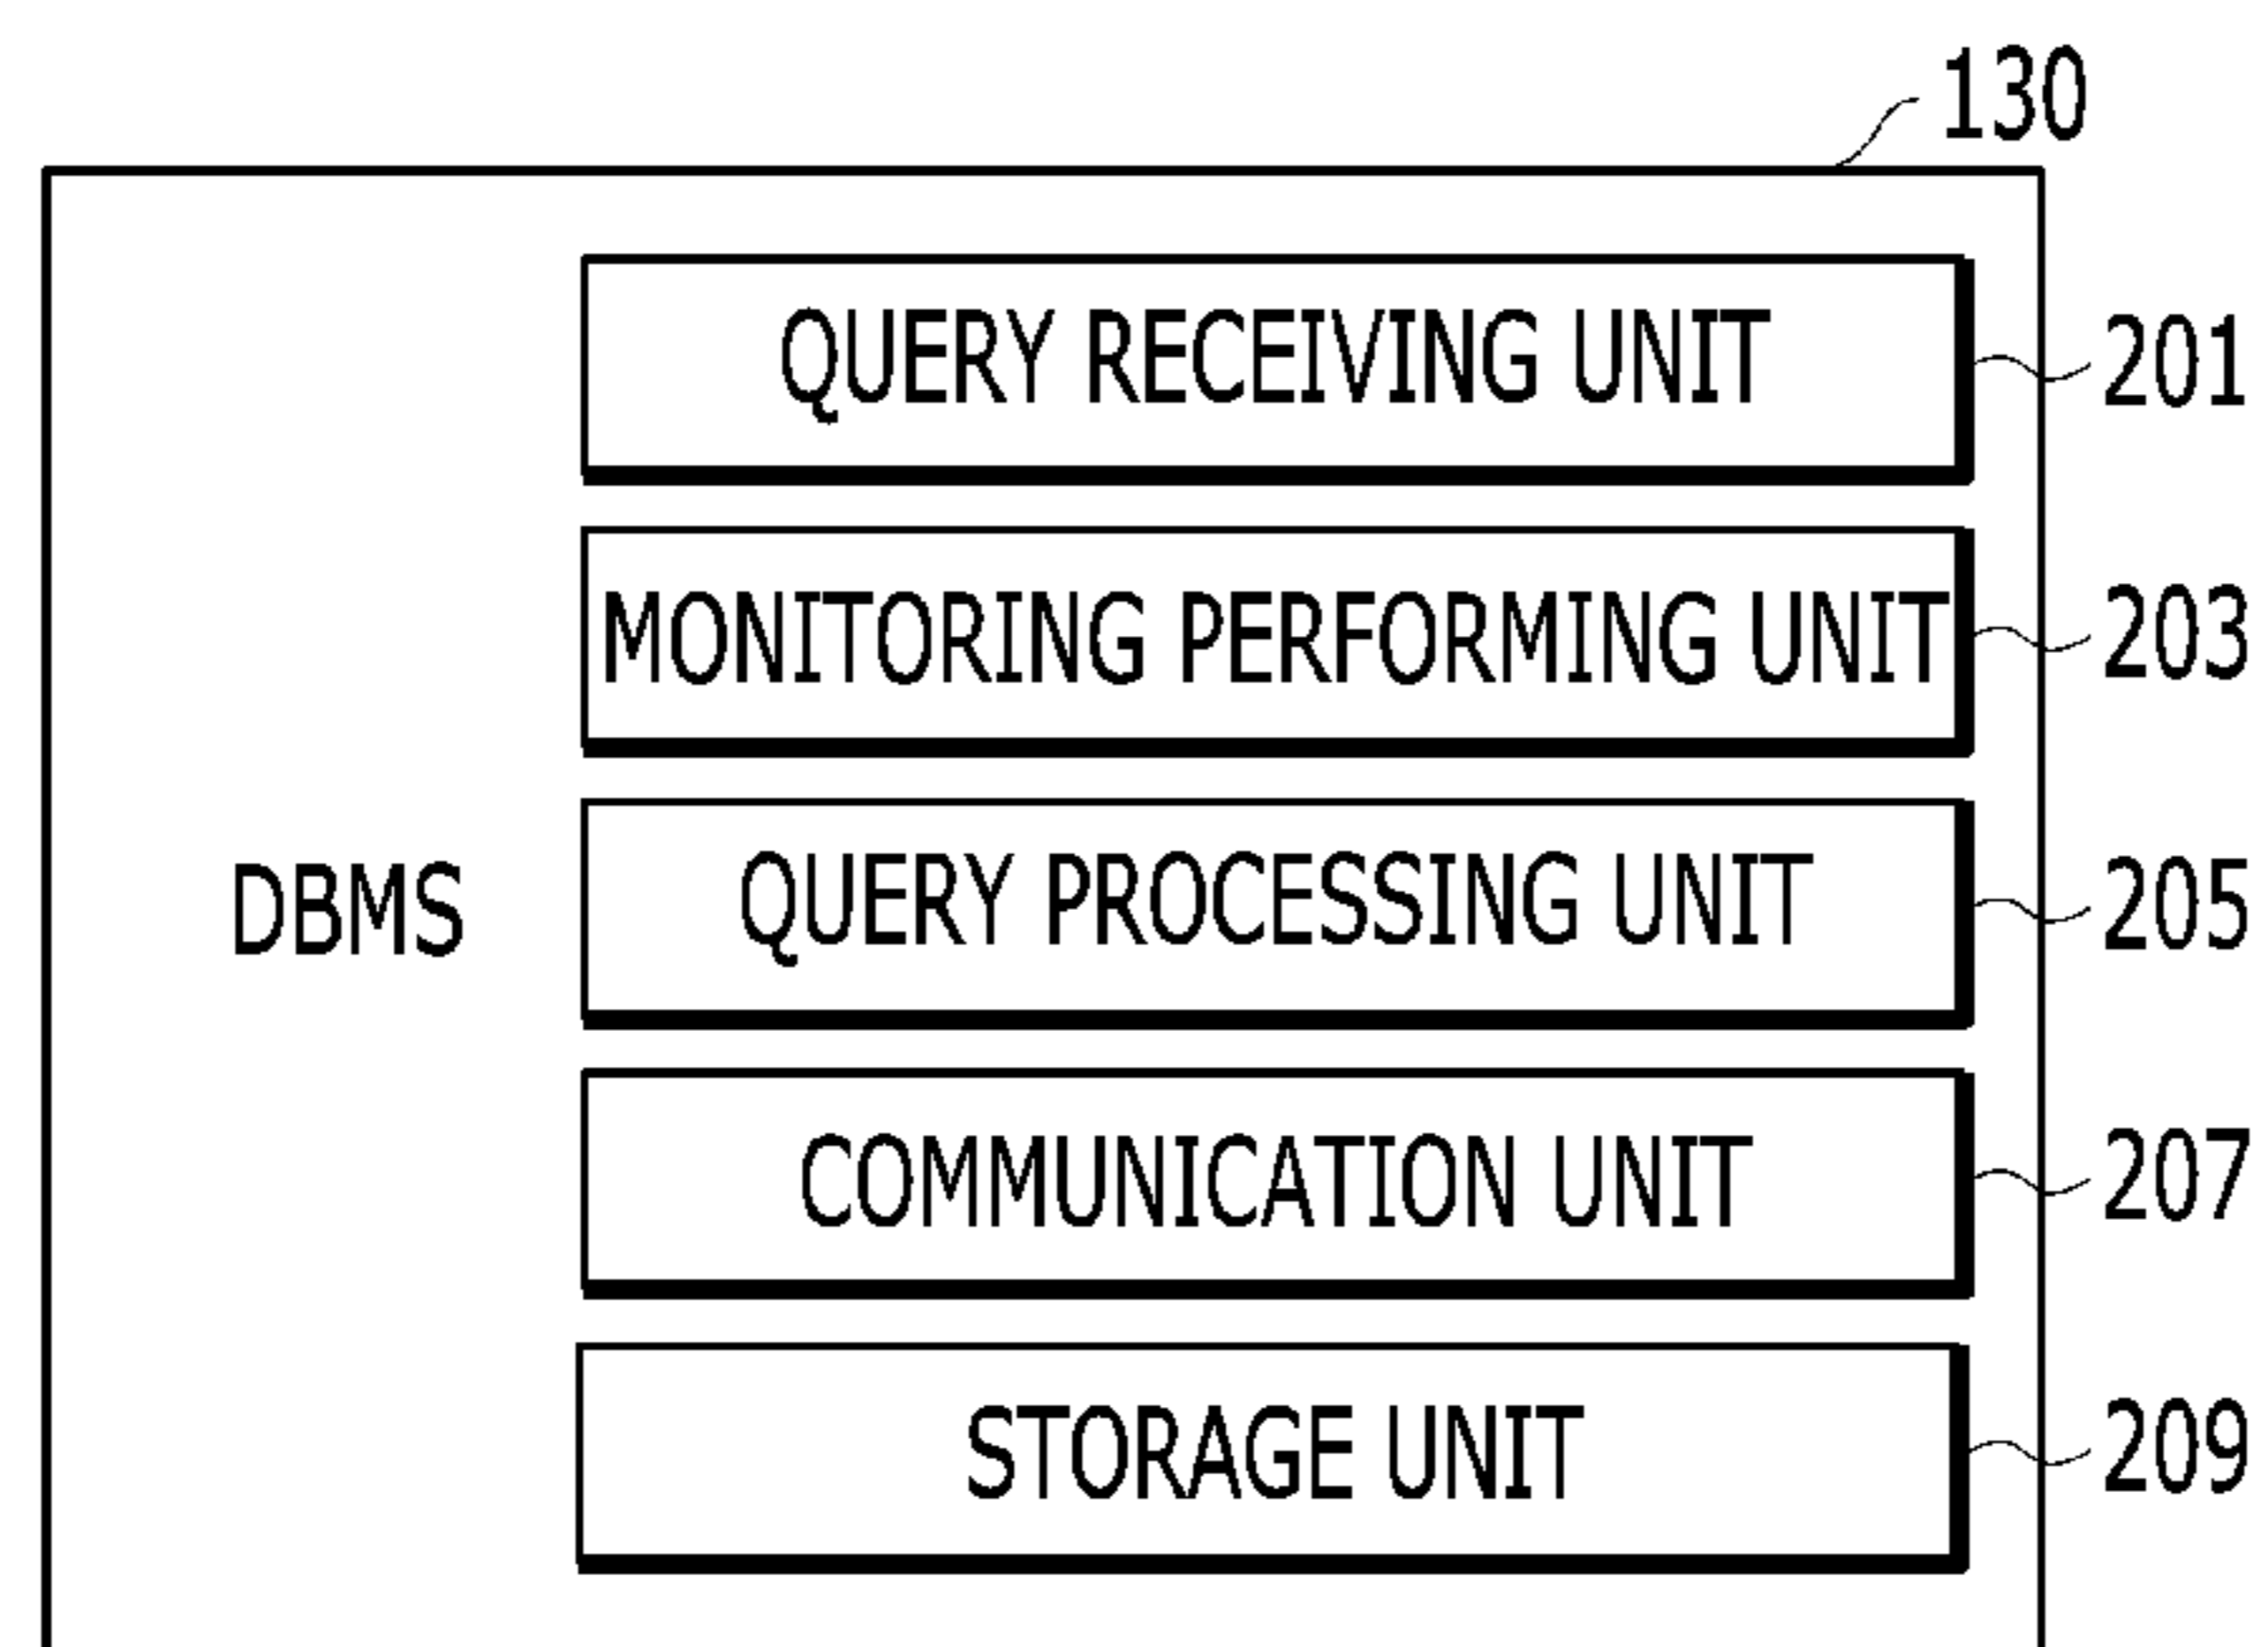 130
QUERY RECEIVING UNIT 201
MONITORING PERFORMING UNIT 203
DBMS QUERY PROCESSING UNIT 205
COMMUNICATION UNIT 207
STORAGE UNIT 209